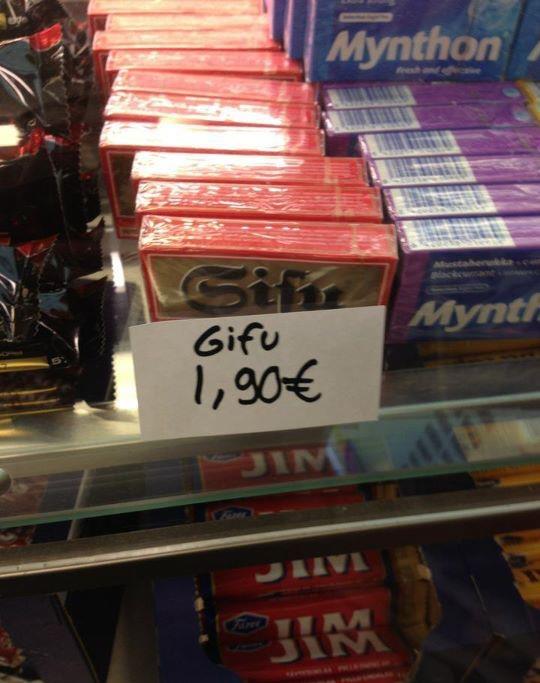 Mynthon
fresh and effective
Gifu
Mustaherukka
Blackcurrant
Mynth
Gifu
1,90€
JIM
Fazer
JIM
Fazer
JIM
JIM